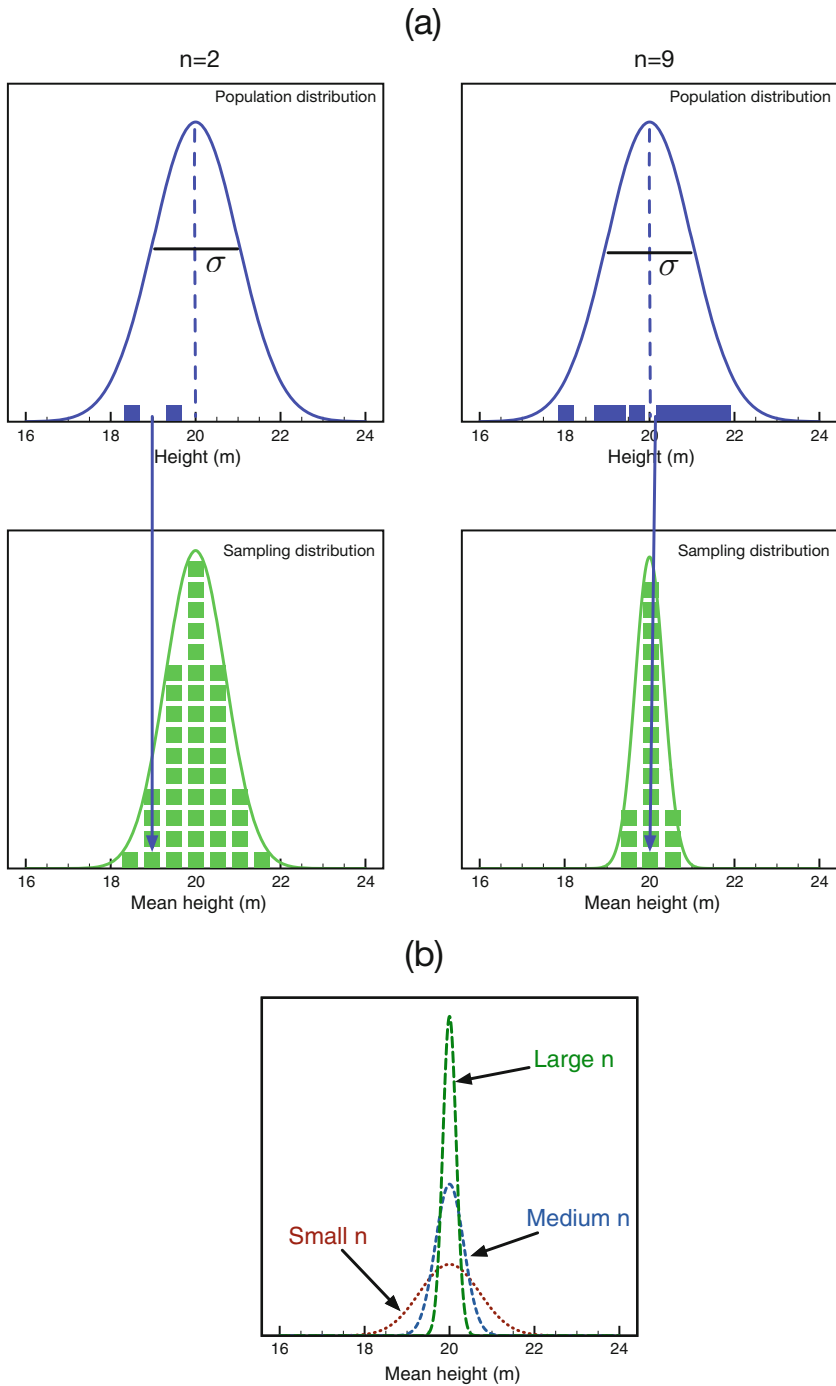 (a)
n=2
n=9
Population distribution
Population distribution
σ
σ
16 18 20 22 24
16 18 20 22 24
Height (m)
Height (m)
Sampling distribution
Sampling distribution
16 18 20 22 24
16 18 20 22 24
Mean height (m)
Mean height (m)
(b)
Large n
Medium n
Small n
16 18 20 22 24
Mean height (m)